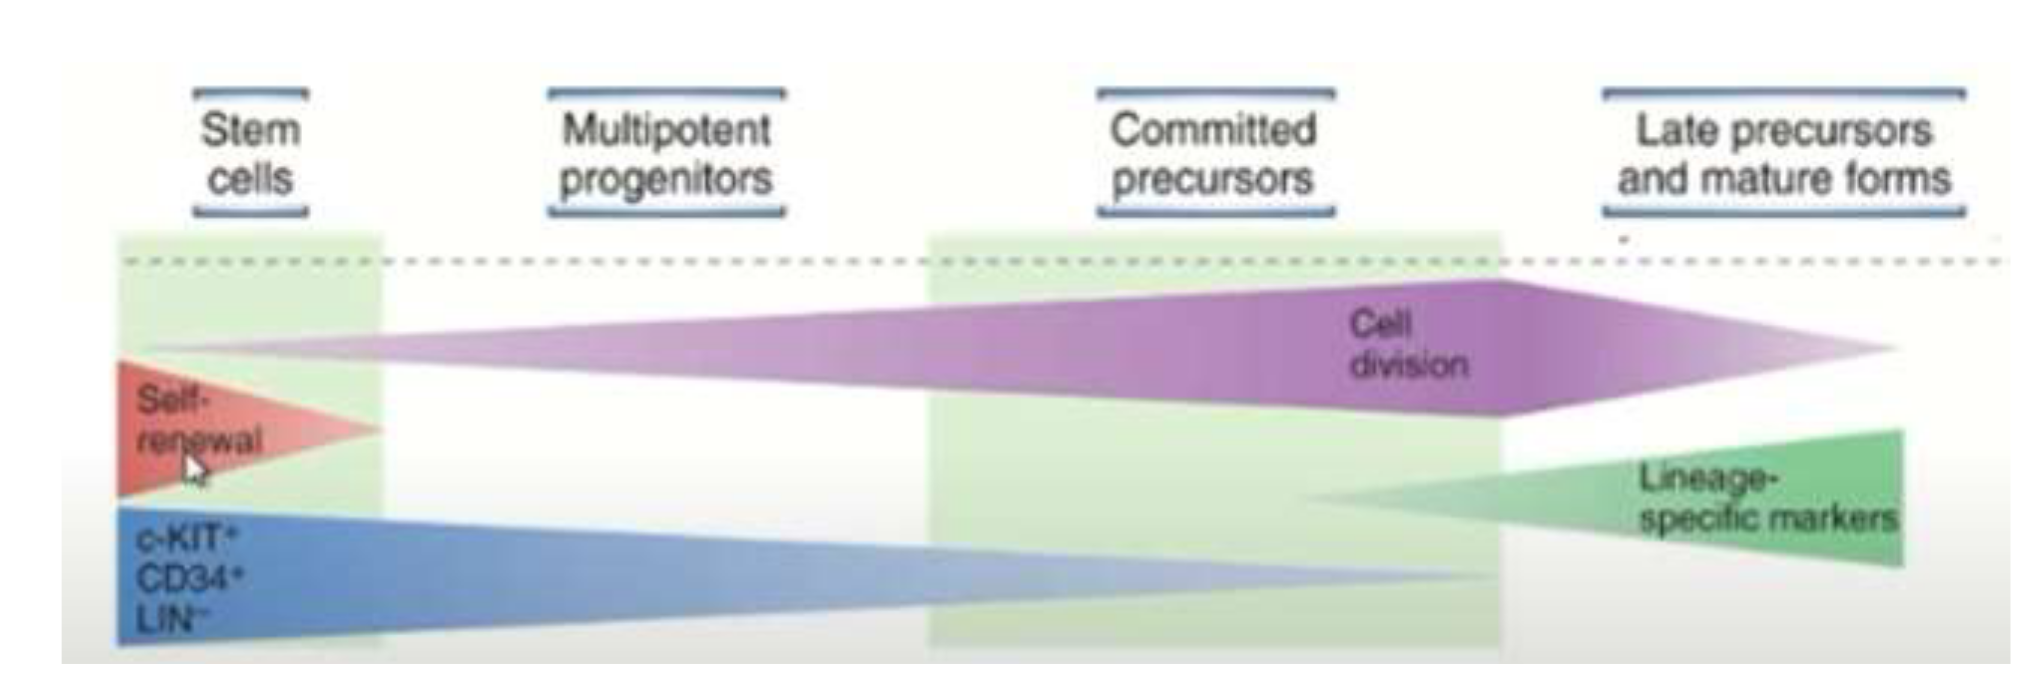 Stem
cells
Multipotent
progenitors
Committed
precursors
Late precursors
and mature forms
Cell
division
Self-
renewal
Lineage-
specific markers
c-KIT⁺
CD34⁺
LIN⁻